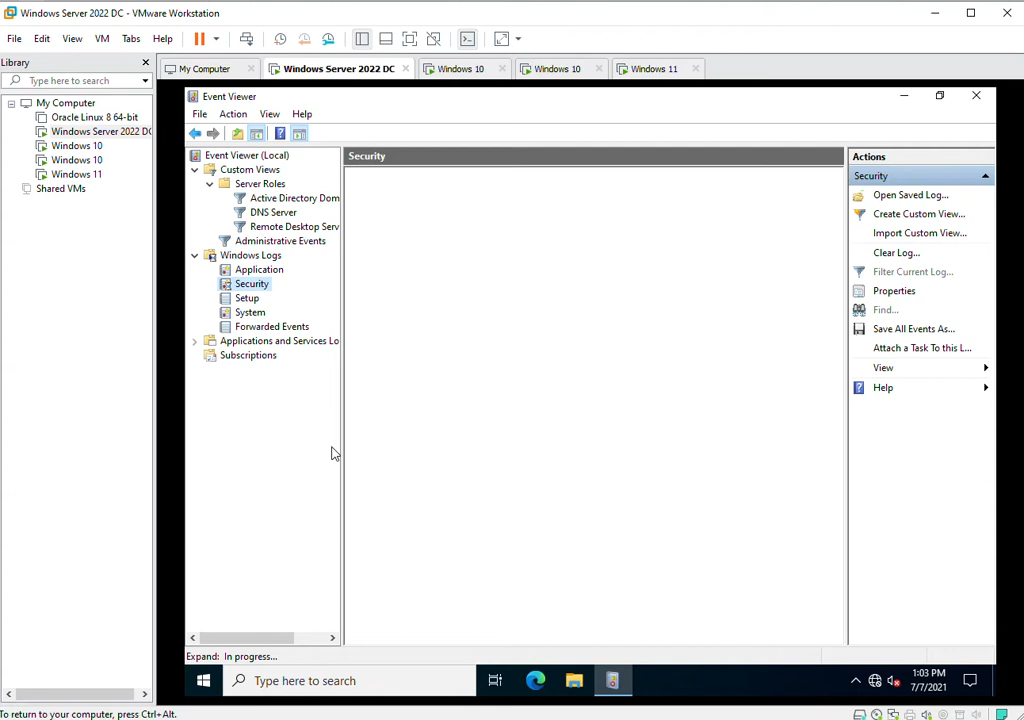 Windows Server 2022 DC - VMware Workstation
File Edit View VM Tabs Help
Library
Type here to search
My Computer
Oracle Linux 8 64-bit
Windows Server 2022 DC
Windows 10
Windows 10
Windows 11
Shared VMs
My Computer
Windows Server 2022 DC
Windows 10
Windows 10
Windows 11
Event Viewer
File Action View Help
Event Viewer (Local)
Custom Views
Server Roles
Active Directory Dom
DNS Server
Remote Desktop Serv
Administrative Events
Windows Logs
Application
Security
Setup
System
Forwarded Events
Applications and Services Lo
Subscriptions
Security
Actions
Security
Open Saved Log...
Create Custom View...
Import Custom View...
Clear Log...
Filter Current Log...
Properties
Find...
Save All Events As...
Attach a Task To this L...
View
Help
Expand: In progress...
Type here to search
1:03 PM
7/7/2021
To return to your computer, press Ctrl+Alt.